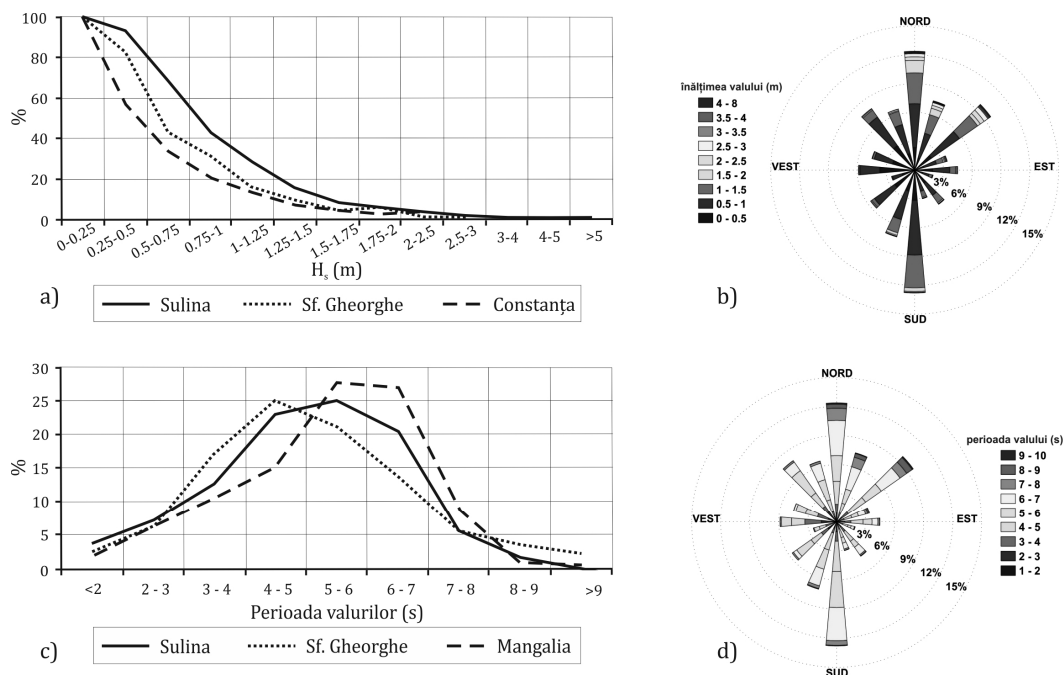 100
80
60
40
20
0
%
0-0.25
0.25-0.5
0.5-0.75
0.75-1
1-1.25
1.25-1.5
1.5-1.75
1.75-2
2-2.5
2.5-3
3-4
4-5
>5
Hs (m)
a)
Sulina Sf. Gheorghe Constanța
NORD
înălțimea valului (m)
4 - 8
3.5 - 4
3 - 3.5
2.5 - 3
2 - 2.5
1.5 - 2
1 - 1.5
0.5 - 1
0 - 0.5
VEST
EST
3%
6%
9%
12%
15%
SUD
b)
30
25
20
15
10
5
0
%
<2 2 - 3 3 - 4 4 - 5 5 - 6 6 - 7 7 - 8 8 - 9 >9
Perioada valurilor (s)
c)
Sulina Sf. Gheorghe Mangalia
NORD
perioada valului (s)
9 - 10
8 - 9
7 - 8
6 - 7
5 - 6
4 - 5
3 - 4
2 - 3
1 - 2
VEST
EST
3%
6%
9%
12%
15%
SUD
d)